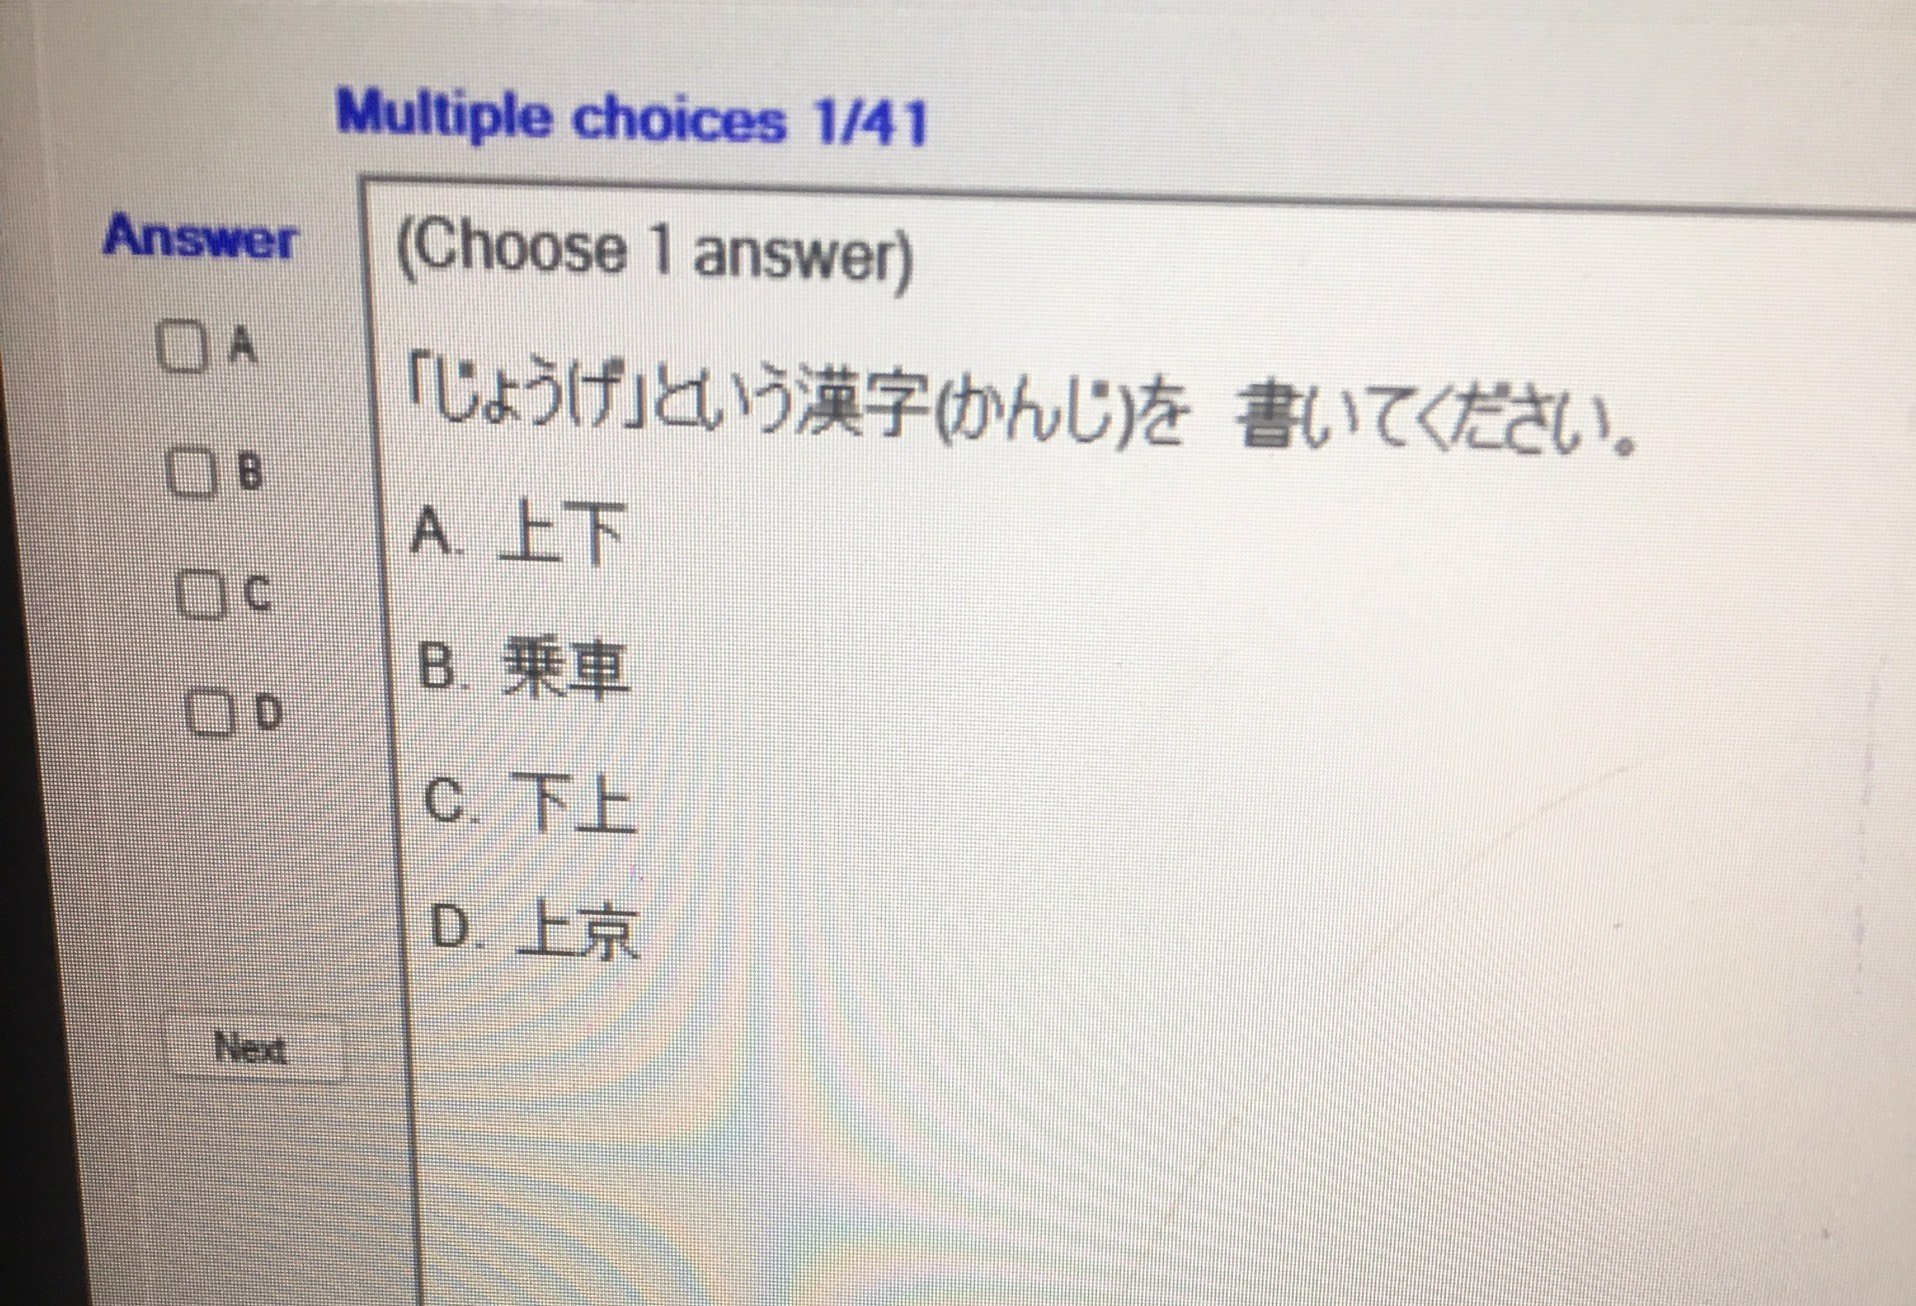 Multiple choices 1/41
Answer
(Choose 1 answer)
「じょうげ」という漢字(かんじ)を 書いてください。
A
B
C
D
A. 上下
B. 乗車
C. 下上
D. 上京
Next